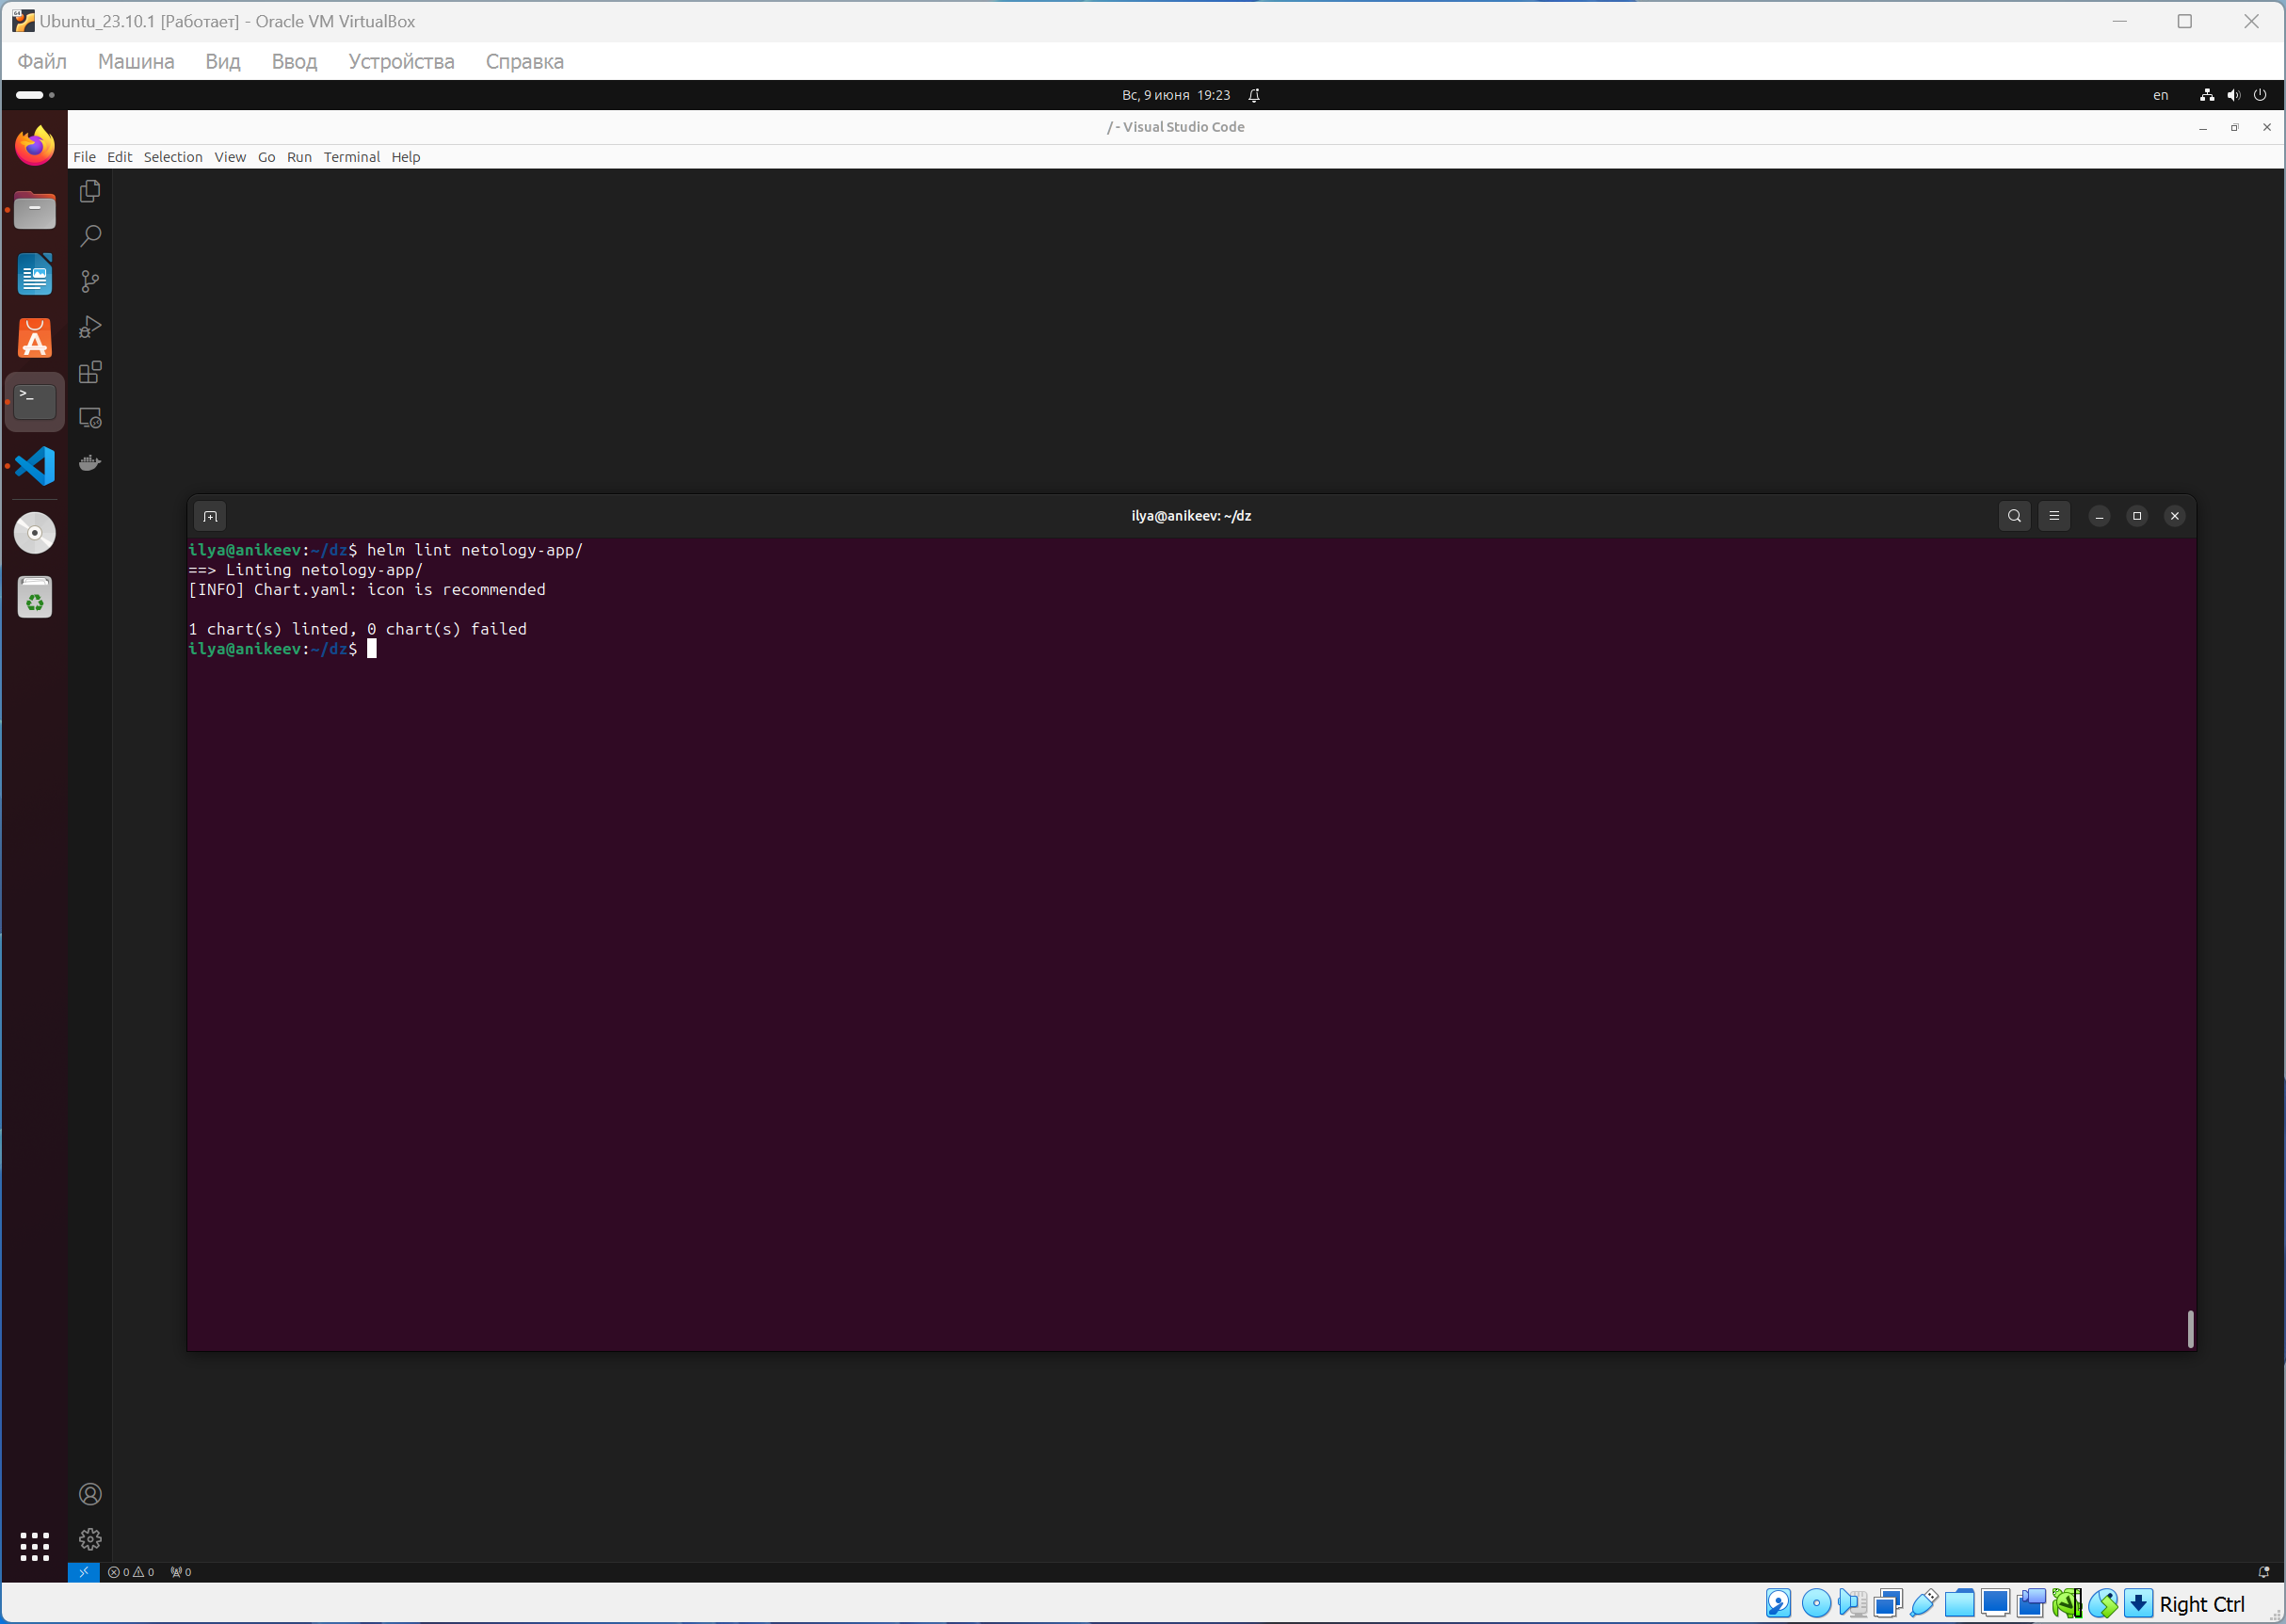 Ubuntu_23.10.1 [Работает] - Oracle VM VirtualBox
Файл Машина Вид Ввод Устройства Справка
Вс, 9 июня 19:23
en
/ - Visual Studio Code
File Edit Selection View Go Run Terminal Help
ilya@anikeev: ~/dz
ilya@anikeev:~/dz$ helm lint netology-app/
==> Linting netology-app/
[INFO] Chart.yaml: icon is recommended
1 chart(s) linted, 0 chart(s) failed
ilya@anikeev:~/dz$
0 0 0
Right Ctrl